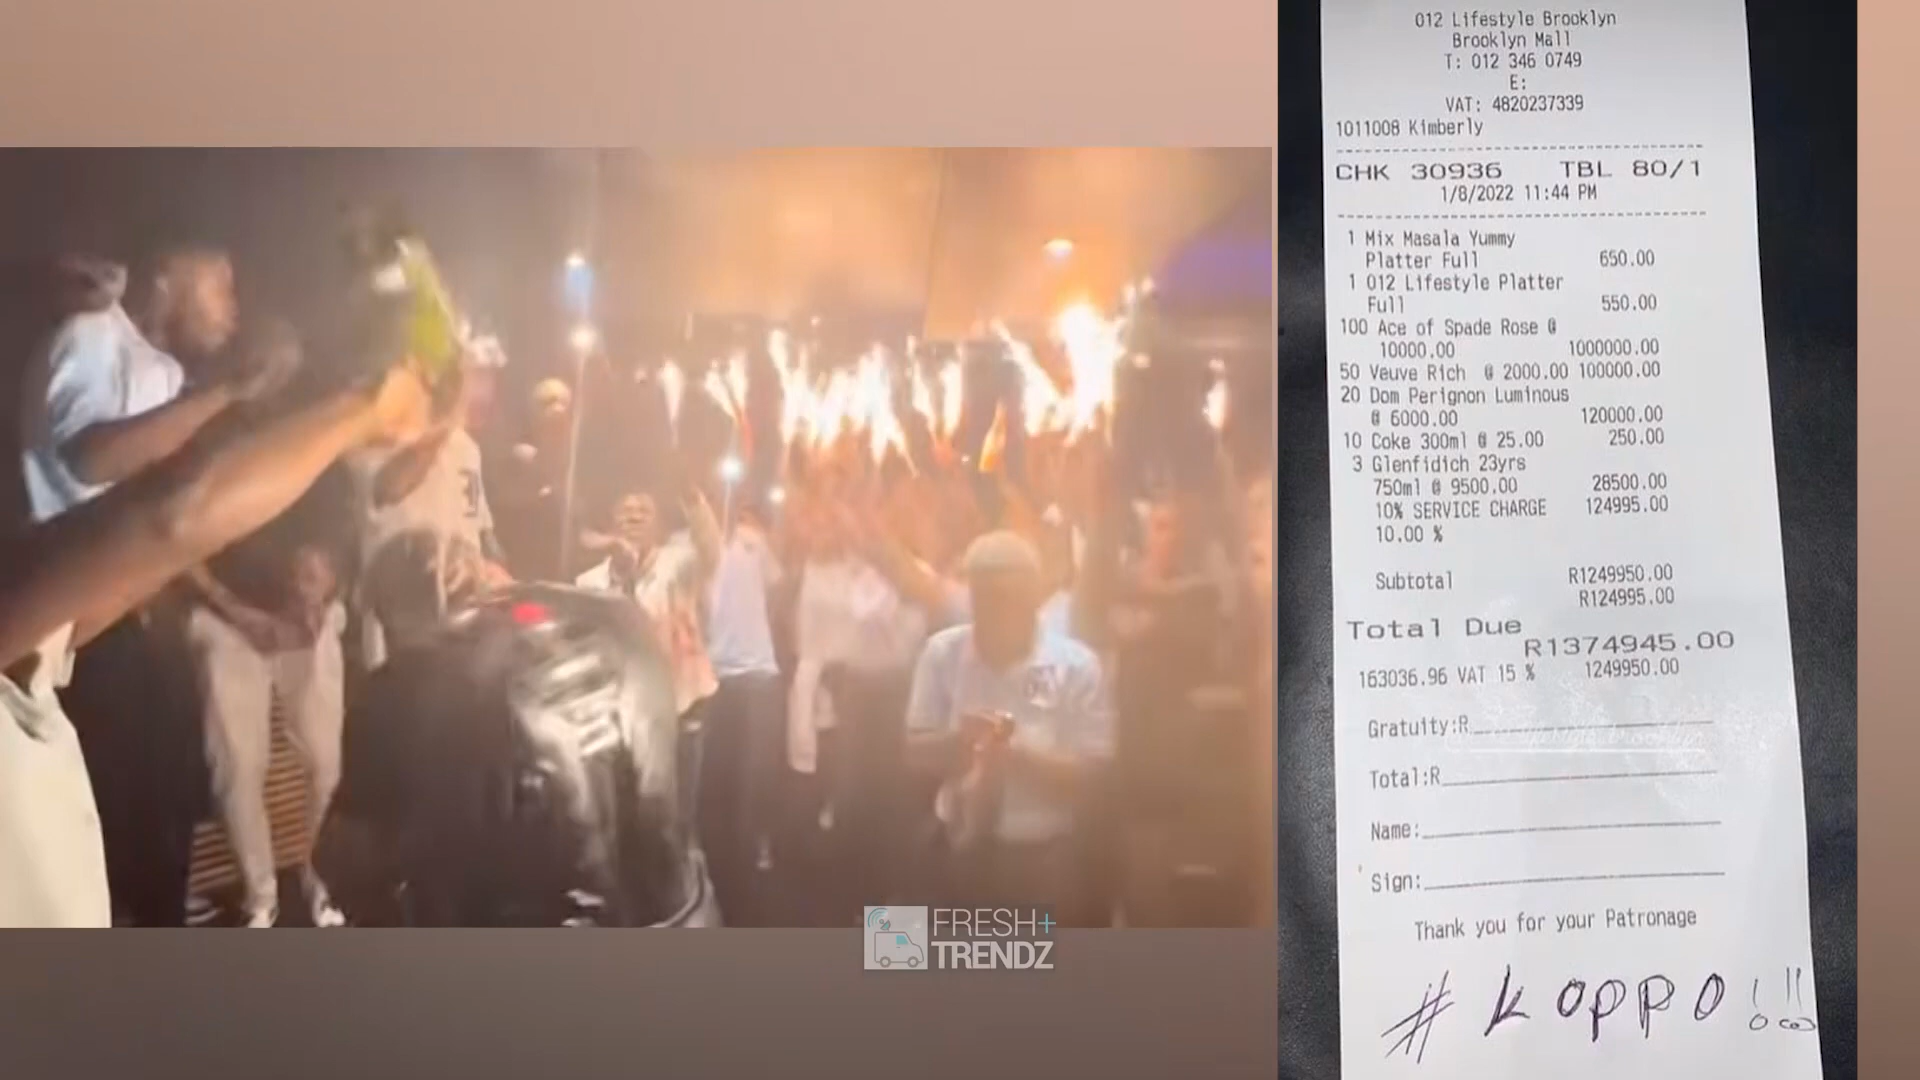 012 Lifestyle Brooklyn
Brooklyn Mall
T: 012 346 0749
E:
VAT: 4820237339
1011008 Kimberly
CHK 30936 TBL 80/1
1/8/2022 11:44 PM
1 Mix Masala Yummy
Platter Full 650.00
1 012 Lifestyle Platter
Full 550.00
100 Ace of Spade Rose @
10000.00 1000000.00
50 Veuve Rich @ 2000.00 100000.00
20 Dom Perignon Luminous
@ 6000.00 120000.00
10 Coke 300ml @ 25.00 250.00
3 Glenfidich 23yrs
750ml @ 9500.00 28500.00
10% SERVICE CHARGE 124995.00
10.00 %
Subtotal R1249950.00
R124995.00
Total Due
R1374945.00
163036.96 VAT 15 % 1249950.00
Gratuity:R
Total:R
Name:
Sign:
Thank you for your Patronage
# koppo!!!
FRESH+
TRENDZ